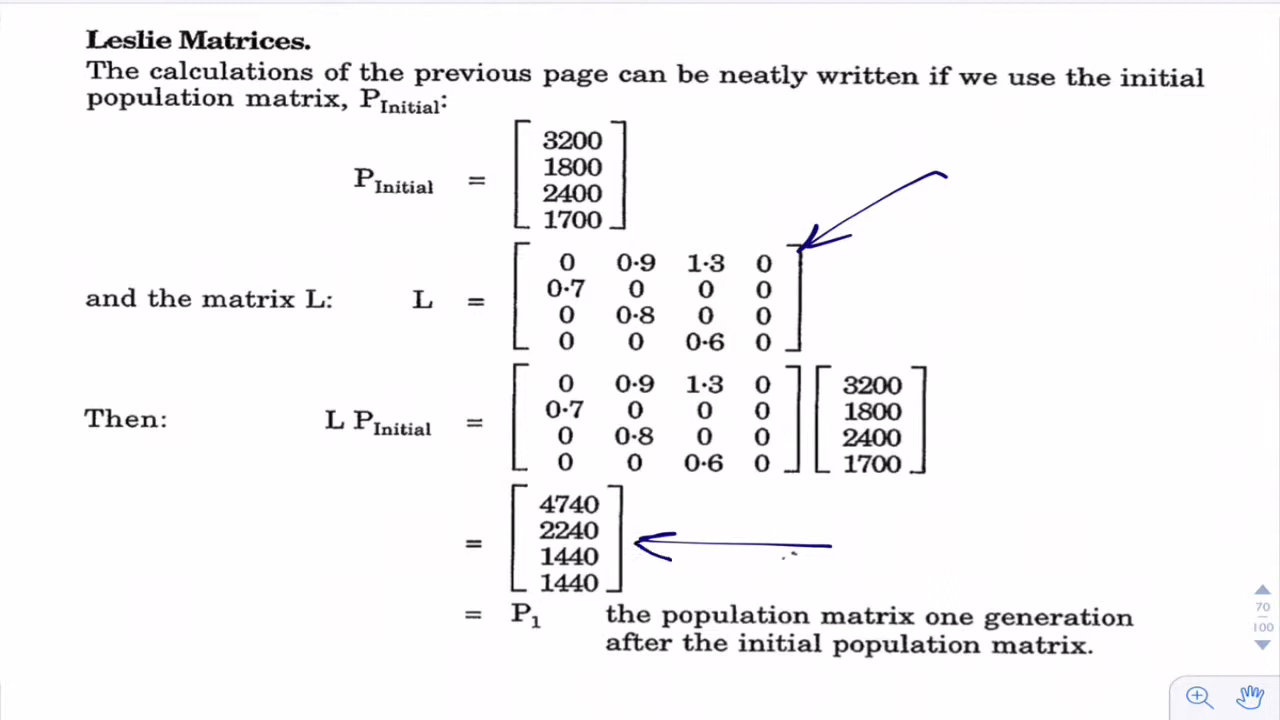 Leslie Matrices.
The calculations of the previous page can be neatly written if we use the initial
population matrix, PInitial:
PInitial = [ 3200
1800
2400
1700 ]
and the matrix L: L = [ 0 0·9 1·3 0
0·7 0 0 0
0 0·8 0 0
0 0 0·6 0 ]
Then: L PInitial = [ 0 0·9 1·3 0 ] [ 3200
0·7 0 0 0 1800
0 0·8 0 0 2400
0 0 0·6 0 1700 ]
= [ 4740
2240
1440
1440 ]
= P1 the population matrix one generation
after the initial population matrix.
70
100